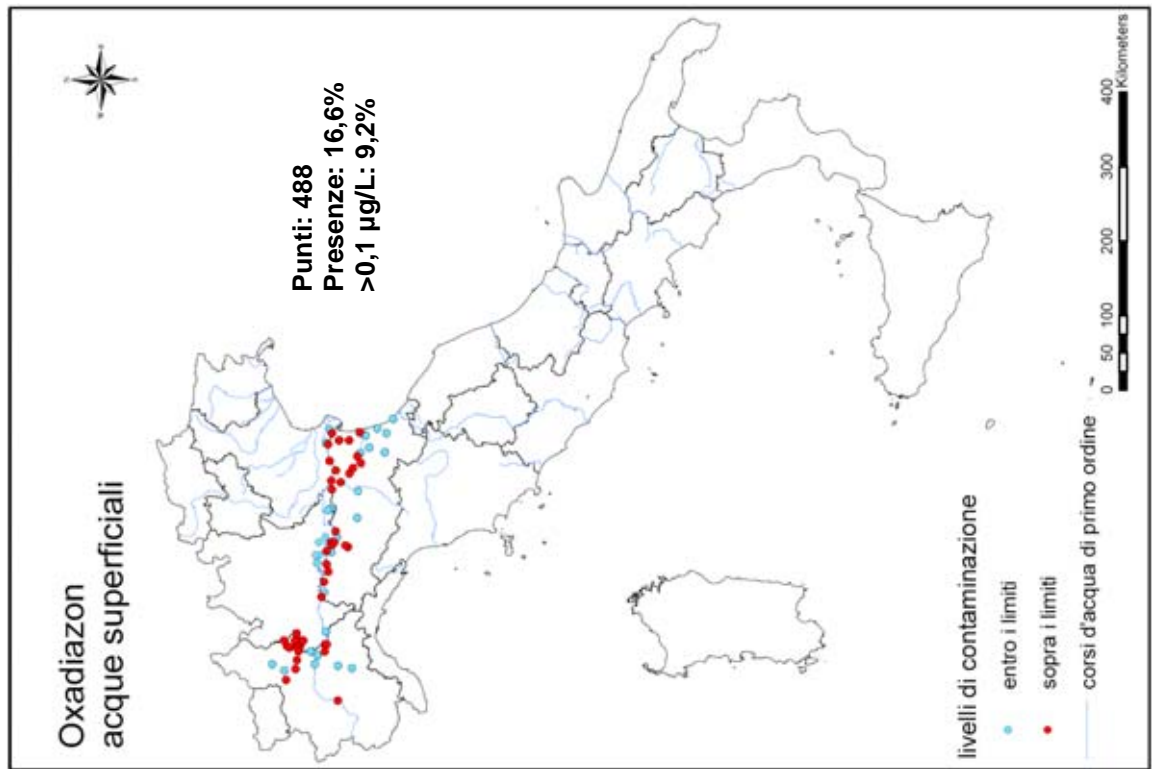 Oxadiazon
acque superficiali
Punti: 488
Presenze: 16,6%
>0,1 µg/L: 9,2%
livelli di contaminazione
entro i limiti
sopra i limiti
corsi d'acqua di primo ordine
0 50 100 200 300 400
Kilometers